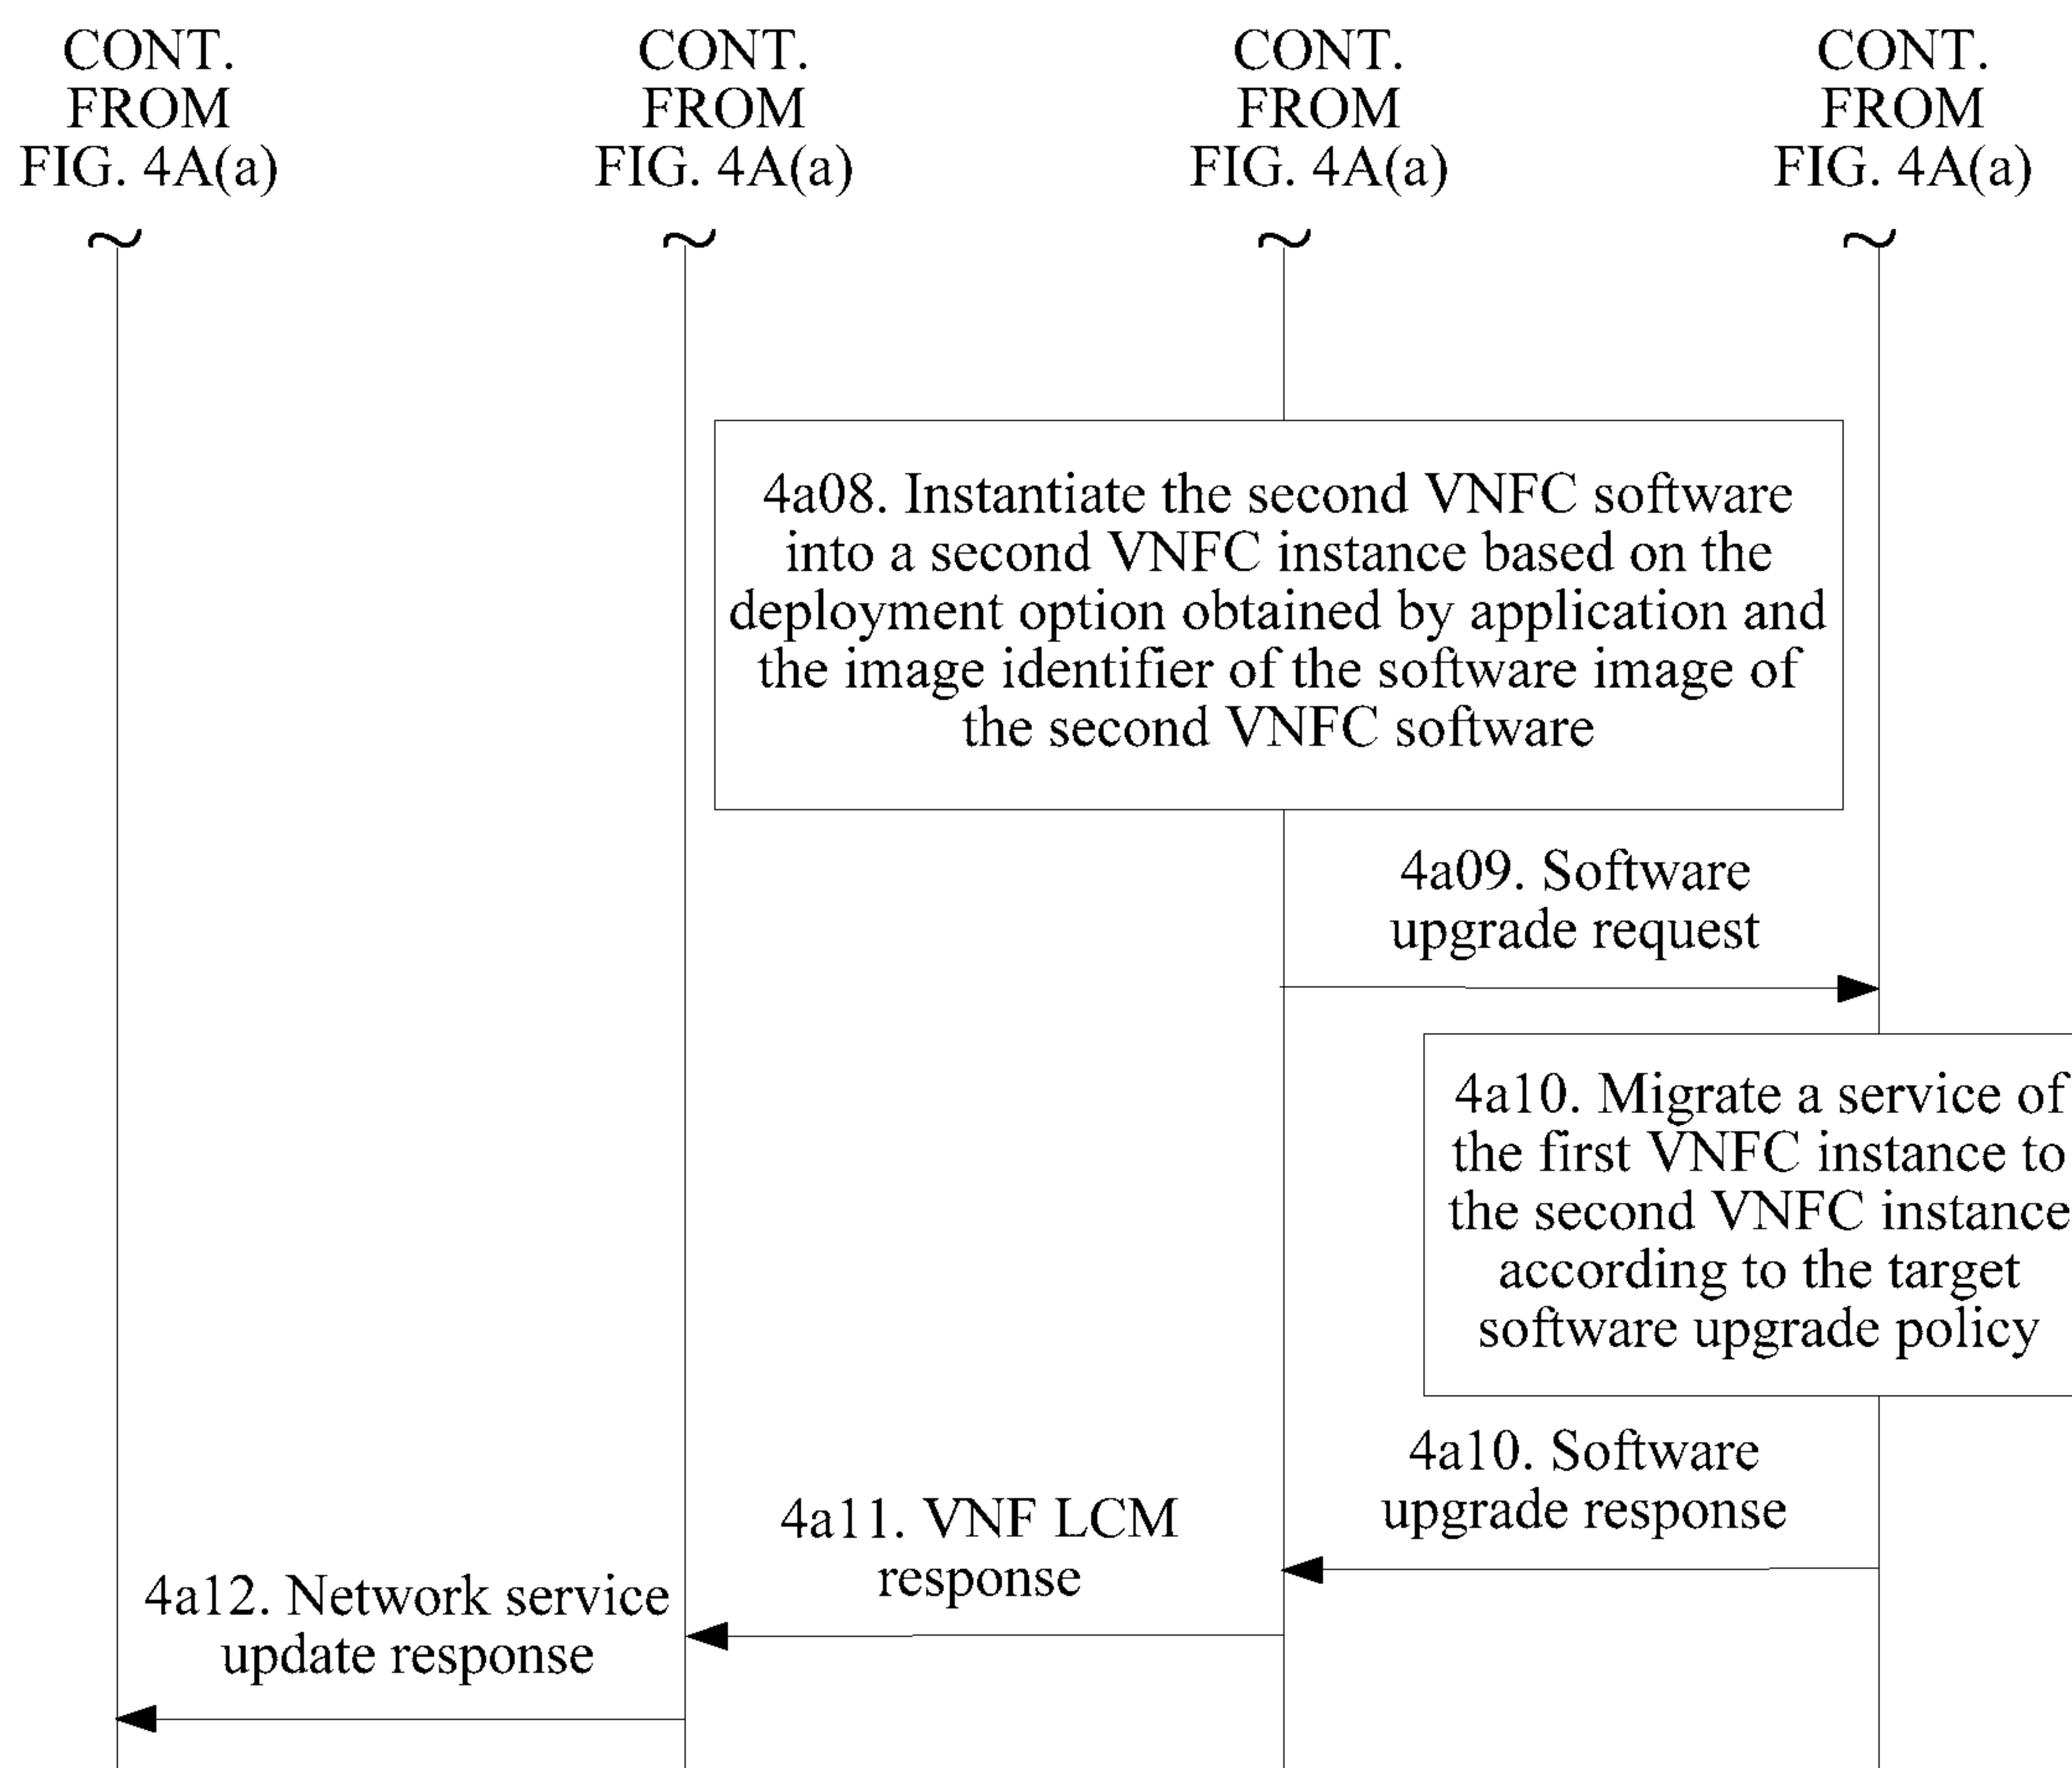 CONT.
FROM
FIG. 4A(a)
CONT.
FROM
FIG. 4A(a)
CONT.
FROM
FIG. 4A(a)
CONT.
FROM
FIG. 4A(a)
4a08. Instantiate the second VNFC software
into a second VNFC instance based on the
deployment option obtained by application and
the image identifier of the software image of
the second VNFC software
4a09. Software
upgrade request
4a10. Migrate a service of
the first VNFC instance to
the second VNFC instance
according to the target
software upgrade policy
4a10. Software
upgrade response
4a11. VNF LCM
response
4a12. Network service
update response